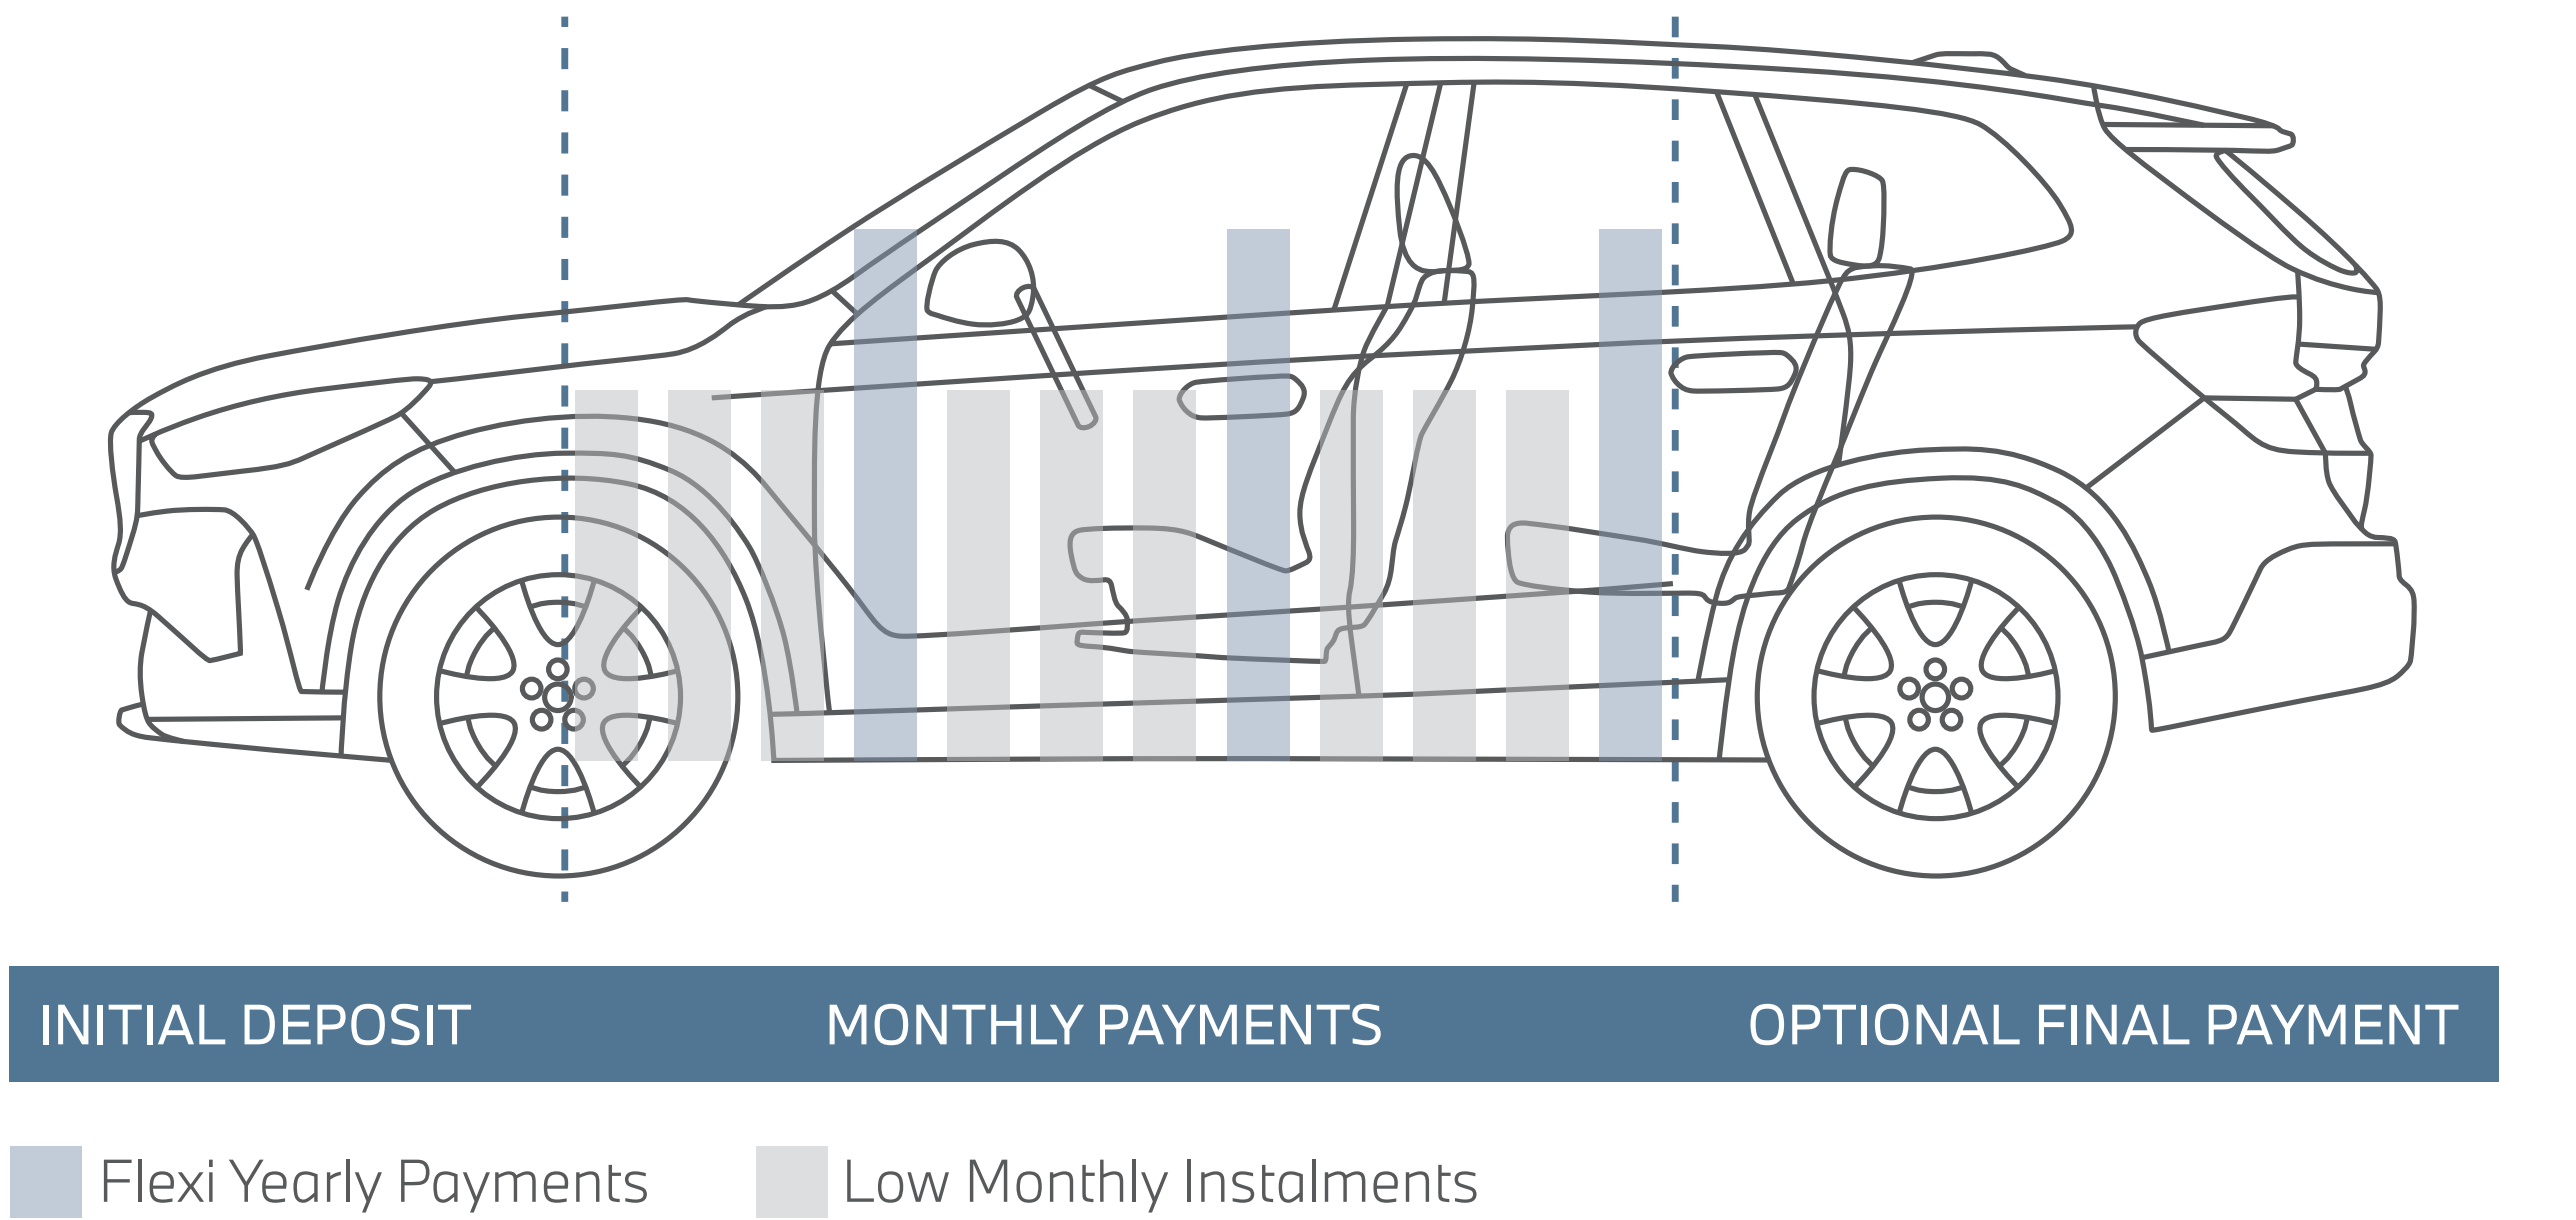 INITIAL DEPOSIT
MONTHLY PAYMENTS
OPTIONAL FINAL PAYMENT
Flexi Yearly Payments
Low Monthly Instalments